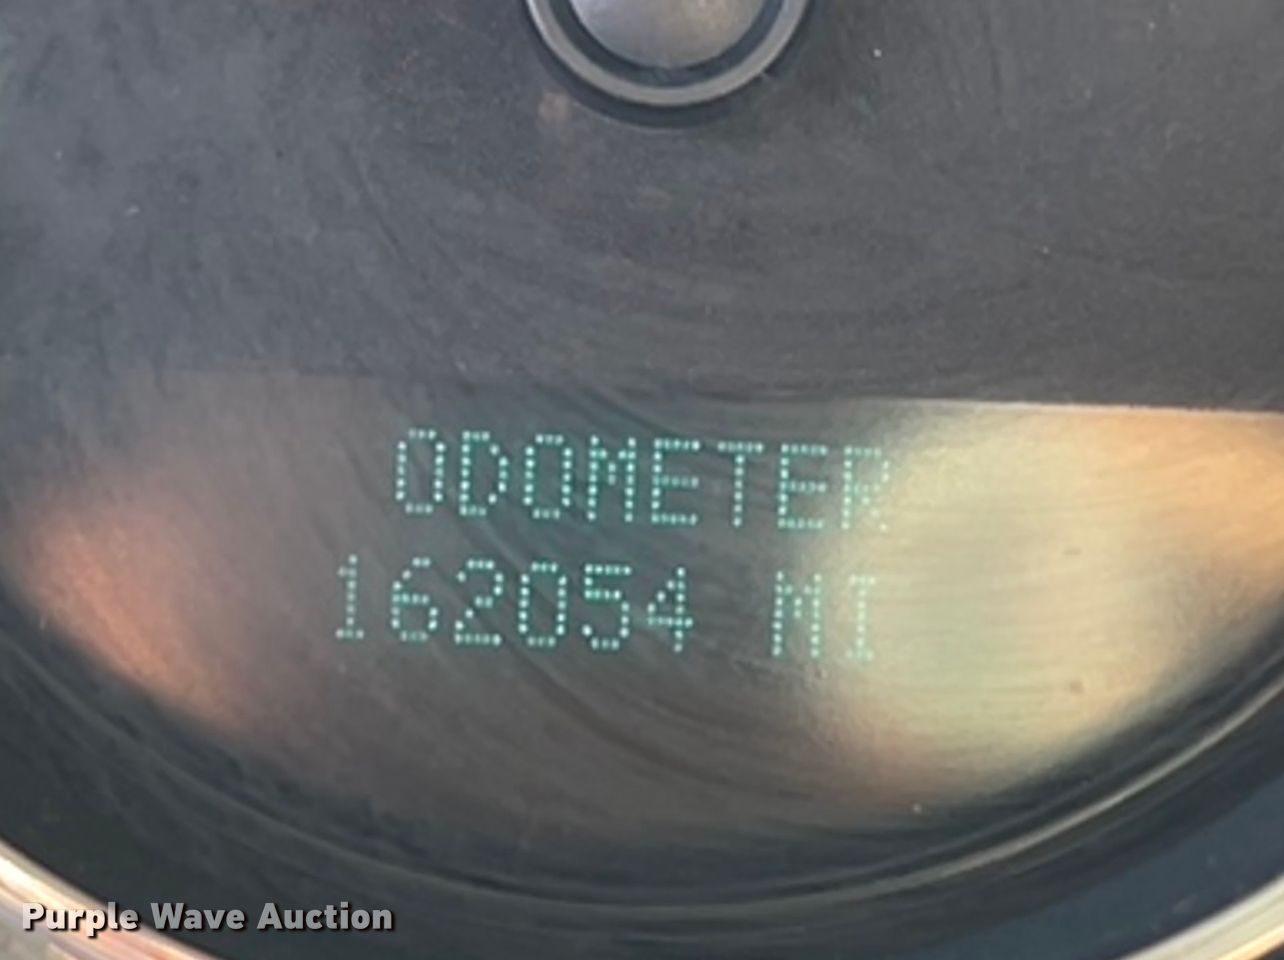 ODOMETER
162054 MI
Purple Wave Auction